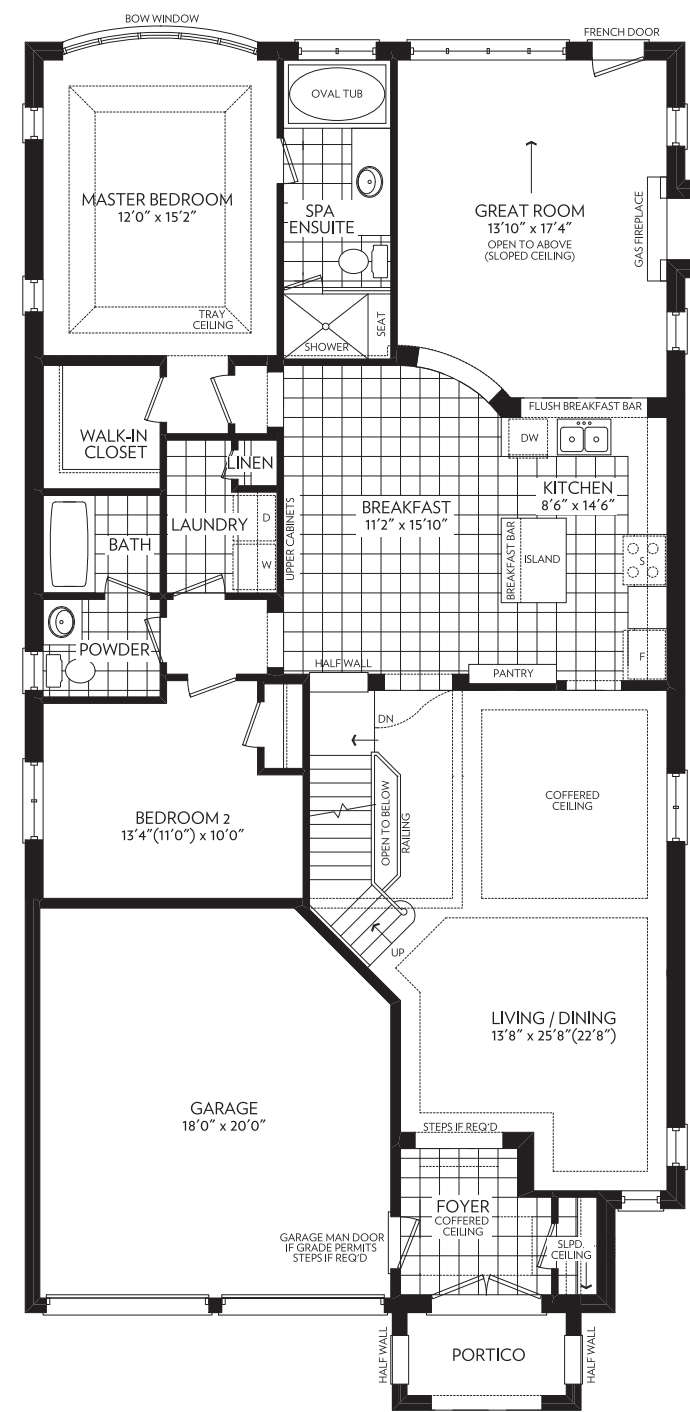 BOW WINDOW
FRENCH DOOR
OVAL TUB
MASTER BEDROOM
12'0" x 15'2"
SPA
ENSUITE
GREAT ROOM
13'10" x 17'4"
OPEN TO ABOVE
(SLOPED CEILING)
GAS FIREPLACE
TRAY
CEILING
SEAT
SHOWER
FLUSH BREAKFAST BAR
WALK-IN
CLOSET
DW
LINEN
KITCHEN
8'6" x 14'6"
BREAKFAST
11'2" x 15'10"
UPPER CABINETS
LAUNDRY
D
W
BATH
BREAKFAST BAR
ISLAND
S
POWDER
F
HALF WALL
PANTRY
DN
OPEN TO BELOW
RAILING
COFFERED
CEILING
BEDROOM 2
13'4"(11'0") x 10'0"
UP
LIVING / DINING
13'8" x 25'8"(22'8")
GARAGE
18'0" x 20'0"
STEPS IF REQ'D
FOYER
COFFERED
CEILING
GARAGE MAN DOOR
IF GRADE PERMITS
STEPS IF REQ'D
SLPD.
CEILING
HALF WALL
PORTICO
HALF WALL